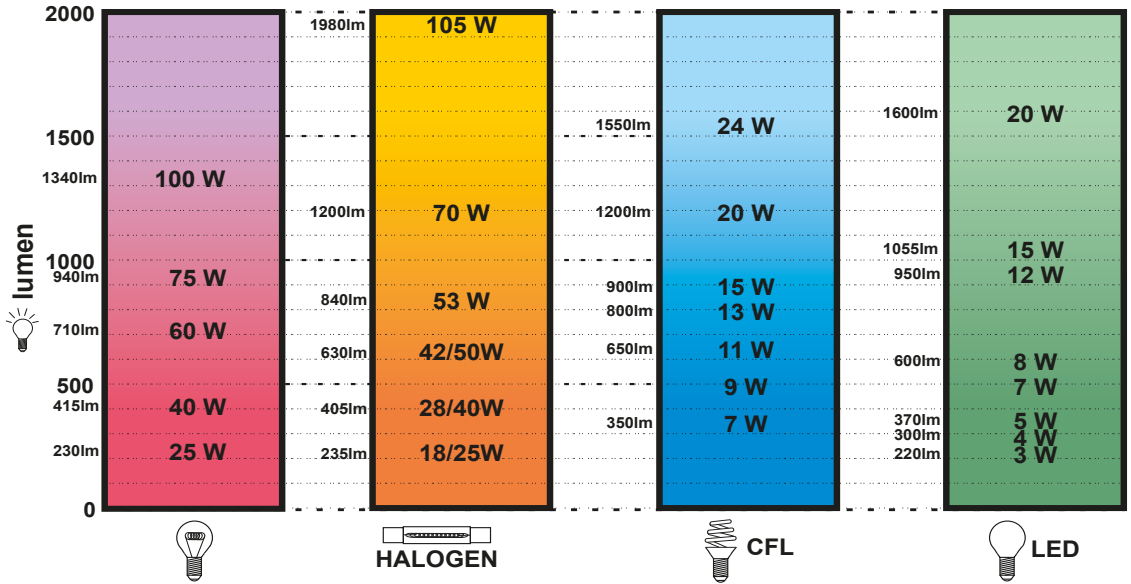 2000
1500
1340lm
1000
940lm
710lm
500
415lm
230lm
0
lumen
100 W
75 W
60 W
40 W
25 W
1980lm
1200lm
840lm
630lm
405lm
235lm
105 W
70 W
53 W
42/50W
28/40W
18/25W
HALOGEN
1550lm
1200lm
900lm
800lm
650lm
350lm
24 W
20 W
15 W
13 W
11 W
9 W
7 W
CFL
1600lm
1055lm
950lm
600lm
370lm
300lm
220lm
20 W
15 W
12 W
8 W
7 W
5 W
4 W
3 W
LED